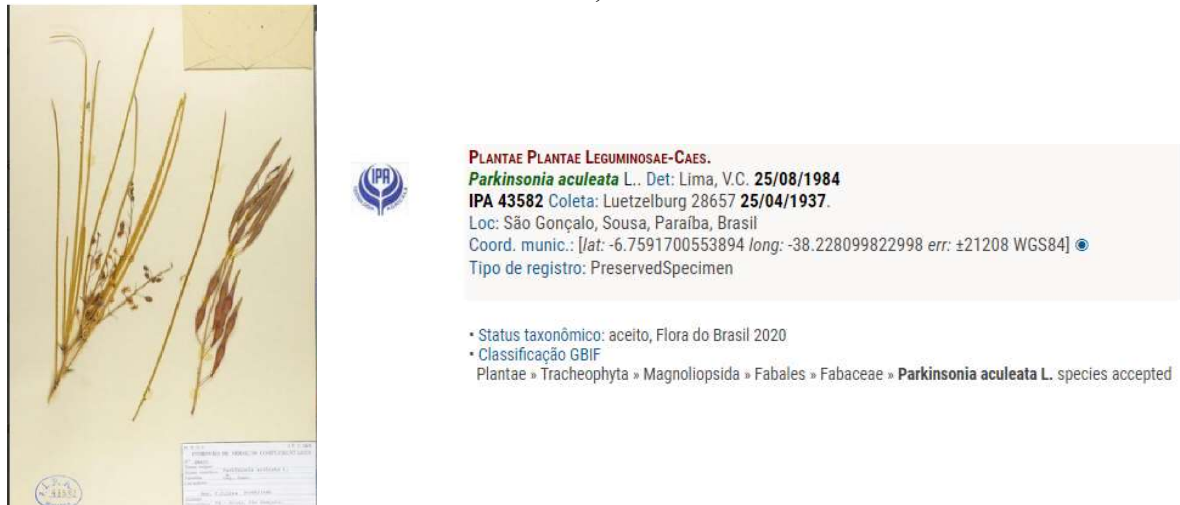 IPA
PLANTAE PLANTAE LEGUMINOSAE-CAES.
Parkinsonia aculeata L.. Det: Lima, V.C. 25/08/1984
IPA 43582 Coleta: Luetzelburg 28657 25/04/1937.
Loc: São Gonçalo, Sousa, Paraíba, Brasil
Coord. munic.: [lat: -6.7591700553894 long: -38.228099822998 err: ±21208 WGS84]
Tipo de registro: PreservedSpecimen
• Status taxonômico: aceito, Flora do Brasil 2020
• Classificação GBIF
Plantae » Tracheophyta » Magnoliopsida » Fabales » Fabaceae » Parkinsonia aculeata L. species accepted